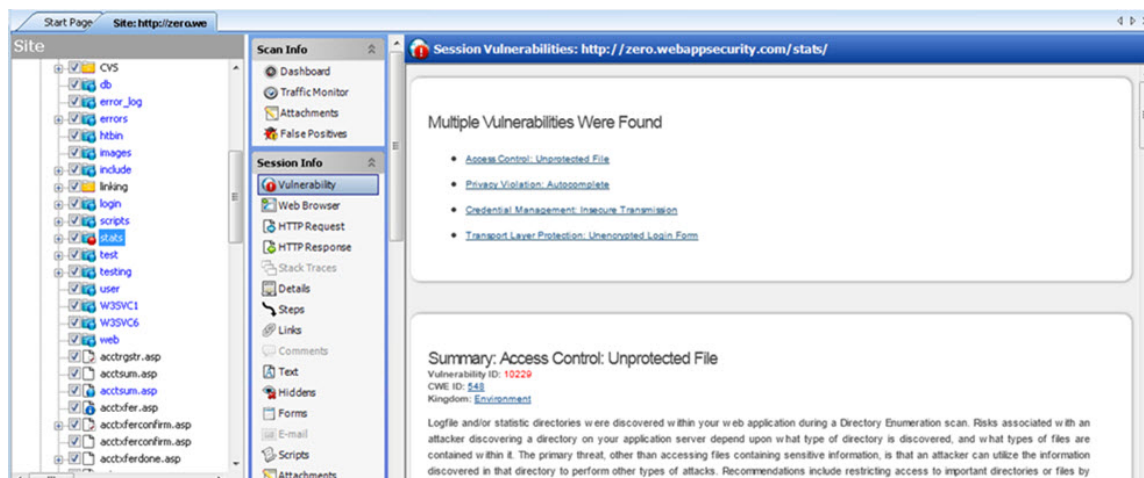 Start Page
Site: http://zero.we
Site
CVS
db
error_log
errors
htbin
images
include
linking
login
scripts
stats
test
testing
user
W3SVC1
W3SVC6
web
acctrgstr.asp
acctsum.asp
acctsum.asp
acctxfer.asp
acctxferconfirm.asp
acctxferconfirm.asp
acctxferdone.asp
Scan Info
Dashboard
Traffic Monitor
Attachments
False Positives
Session Info
Vulnerability
Web Browser
HTTP Request
HTTP Response
Stack Traces
Details
Steps
Links
Comments
Text
Hiddens
Forms
E-mail
Scripts
Attachments
Session Vulnerabilities: http://zero.webappsecurity.com/stats/
Multiple Vulnerabilities Were Found
• Access Control: Unprotected File
• Privacy Violation: Autocomplete
• Credential Management: Insecure Transmission
• Transport Layer Protection: Unencrypted Login Form
Summary: Access Control: Unprotected File
Vulnerability ID: 10229
CWE ID: 548
Kingdom: Environment
Logfile and/or statistic directories were discovered within your web application during a Directory Enumeration scan. Risks associated with an
attacker discovering a directory on your application server depend upon what type of directory is discovered, and what types of files are
contained within it. The primary threat, other than accessing files containing sensitive information, is that an attacker can utilize the information
discovered in that directory to perform other types of attacks. Recommendations include restricting access to important directories or files by